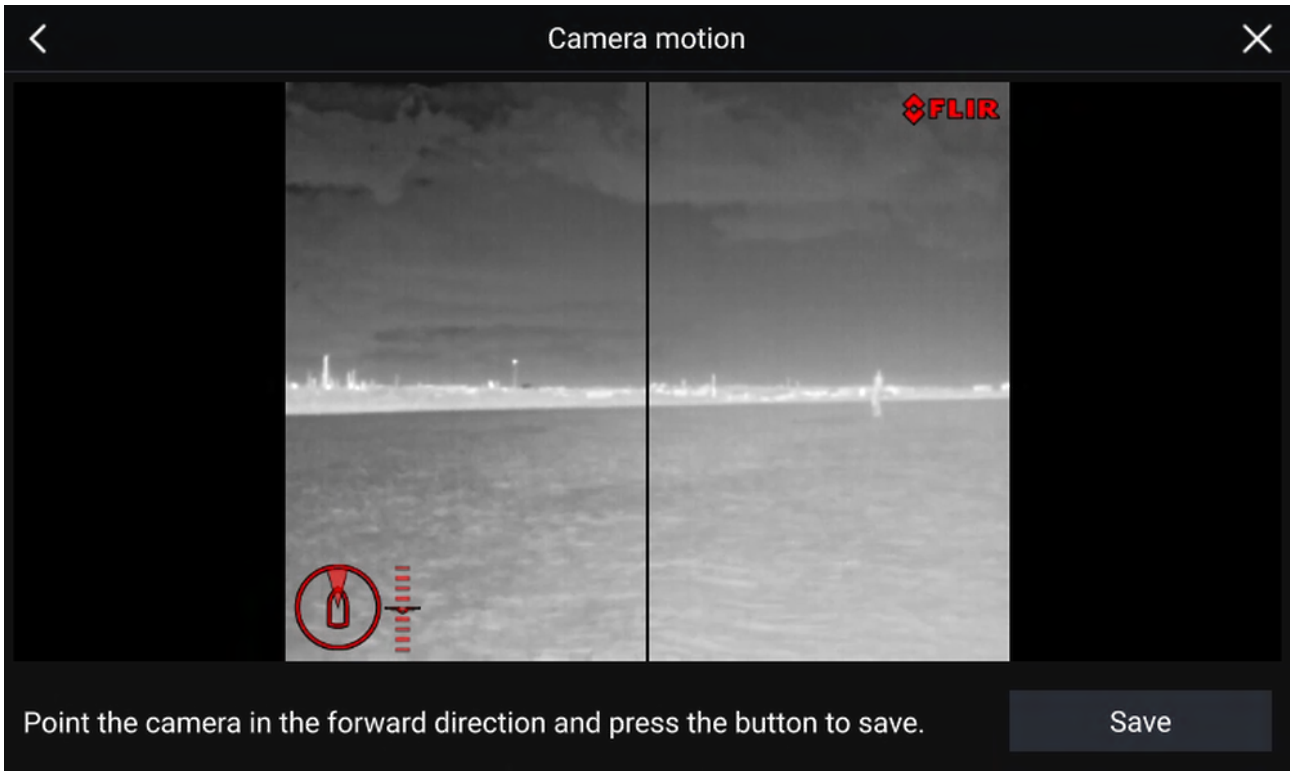 Camera motion
FLIR
Point the camera in the forward direction and press the button to save.
Save